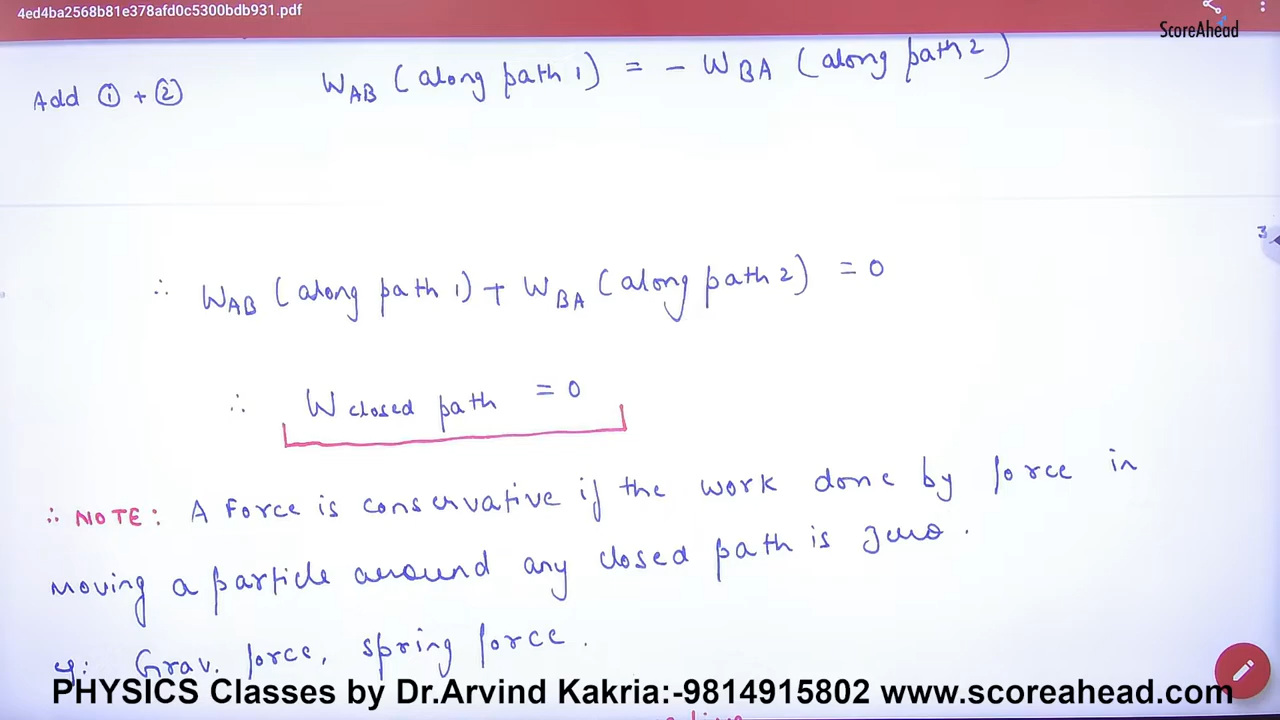 4ed4ba2568b81e378afd0c5300bdb931.pdf
ScoreAhead
Add ① + ② W_AB (along path 1) = - W_BA (along path 2)
3
∴ W_AB (along path 1) + W_BA (along path 2) = 0
∴ W closed path = 0
∴ NOTE: A Force is conservative if the work done by force in
moving a particle around any closed path is zero.
eg: Grav. force, spring force.
PHYSICS Classes by Dr.Arvind Kakria:-9814915802 www.scoreahead.com